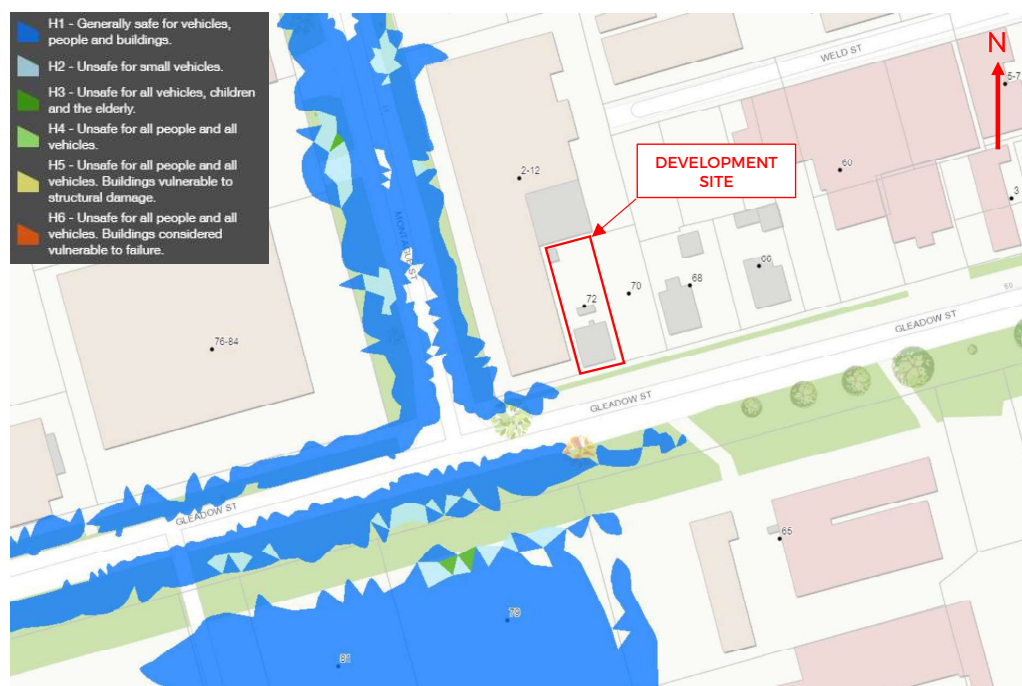 H1 - Generally safe for vehicles,
people and buildings.
H2 - Unsafe for small vehicles.
H3 - Unsafe for all vehicles, children
and the elderly.
H4 - Unsafe for all people and all
vehicles.
H5 - Unsafe for all people and all
vehicles. Buildings vulnerable to
structural damage.
H6 - Unsafe for all people and all
vehicles. Buildings considered
vulnerable to failure.
N
WELD ST
5-7
DEVELOPMENT
SITE
60
2-12
3
MONTAGUE ST
66
72
70
68
50
GLEADOW ST
76-84
GLEADOW ST
GLEADOW ST
65
79
81